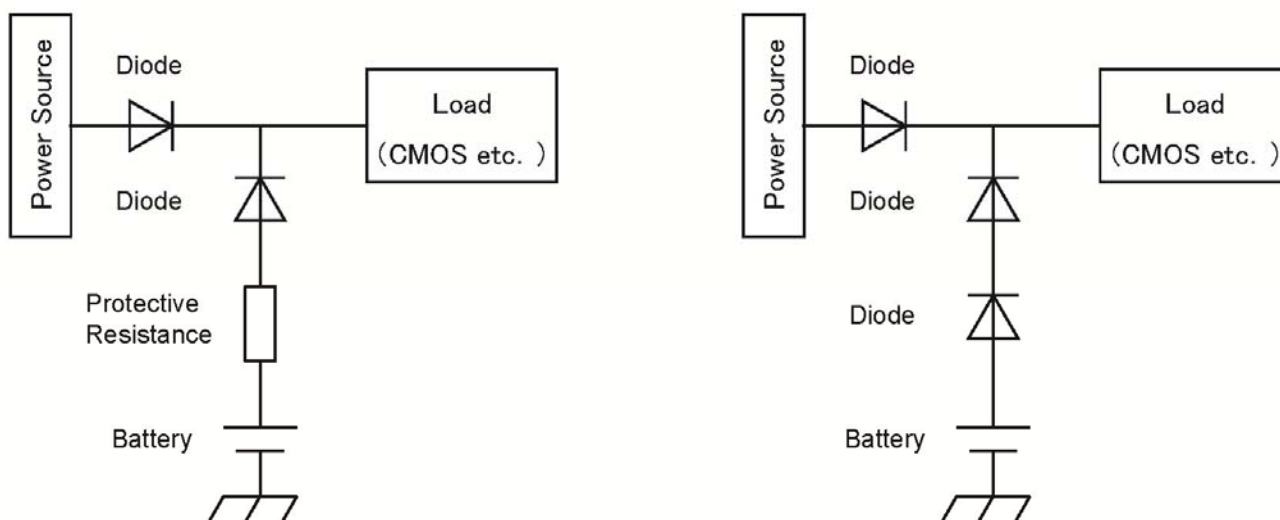 Power Source
Diode
Diode
Load
(CMOS etc. )
Protective
Resistance
Battery
Power Source
Diode
Diode
Load
(CMOS etc. )
Diode
Battery